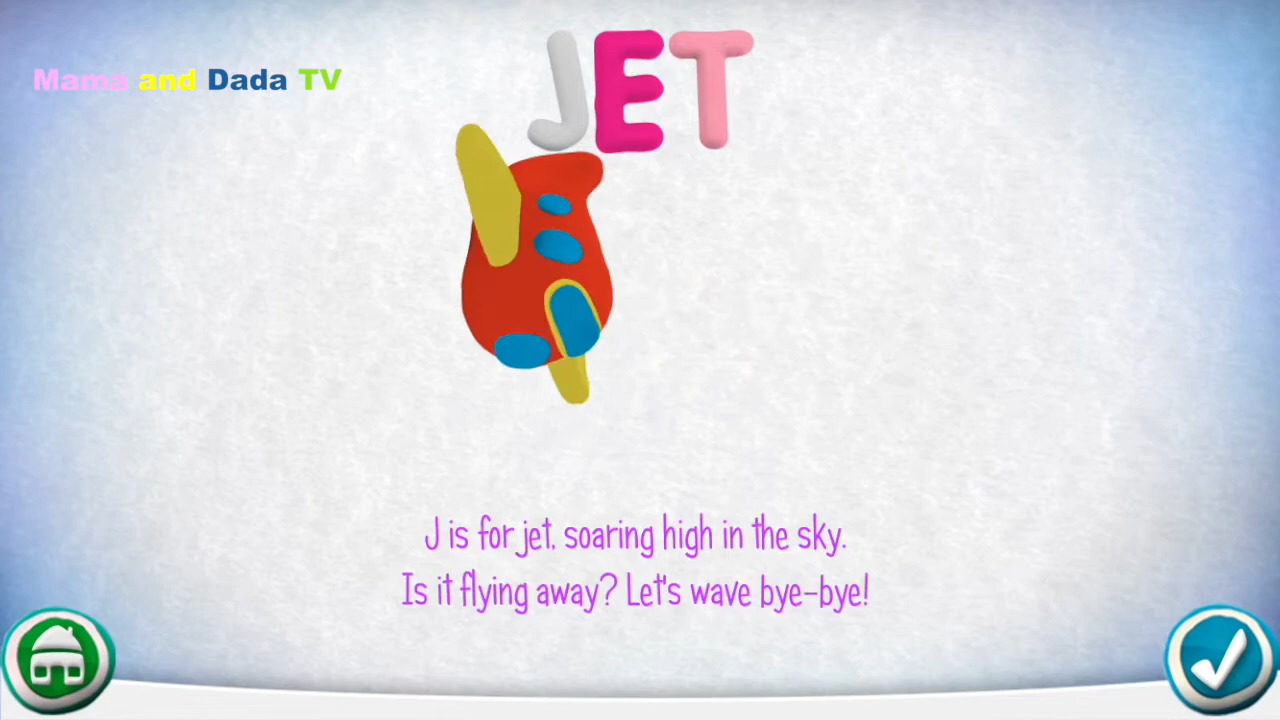 Mama and Dada TV
JET
J is for jet, soaring high in the sky.
Is it flying away? Let's wave bye-bye!